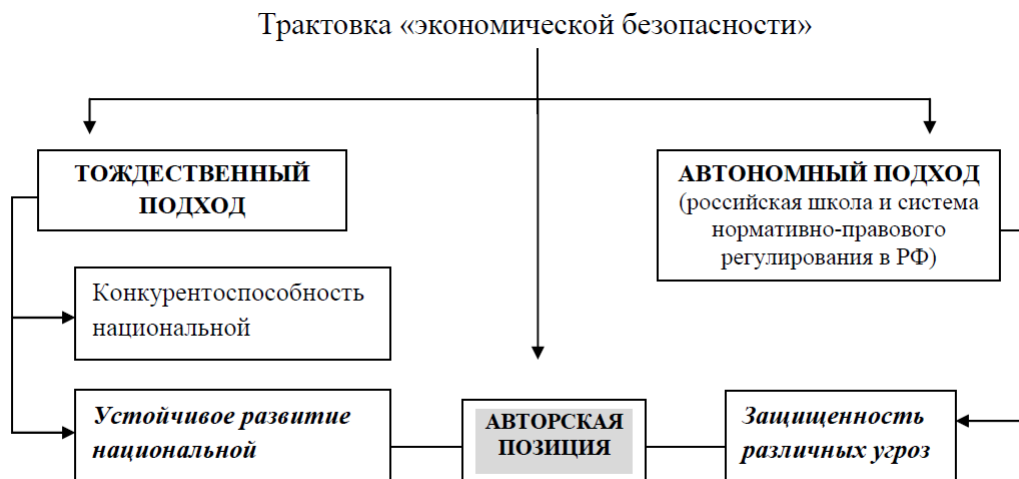 Трактовка «экономической безопасности»
ТОЖДЕСТВЕННЫЙ
ПОДХОД
АВТОНОМНЫЙ ПОДХОД
(российская школа и система
нормативно-правового
регулирования в РФ)
Конкурентоспособность
национальной
Устойчивое развитие
национальной
АВТОРСКАЯ
ПОЗИЦИЯ
Защищенность
различных угроз